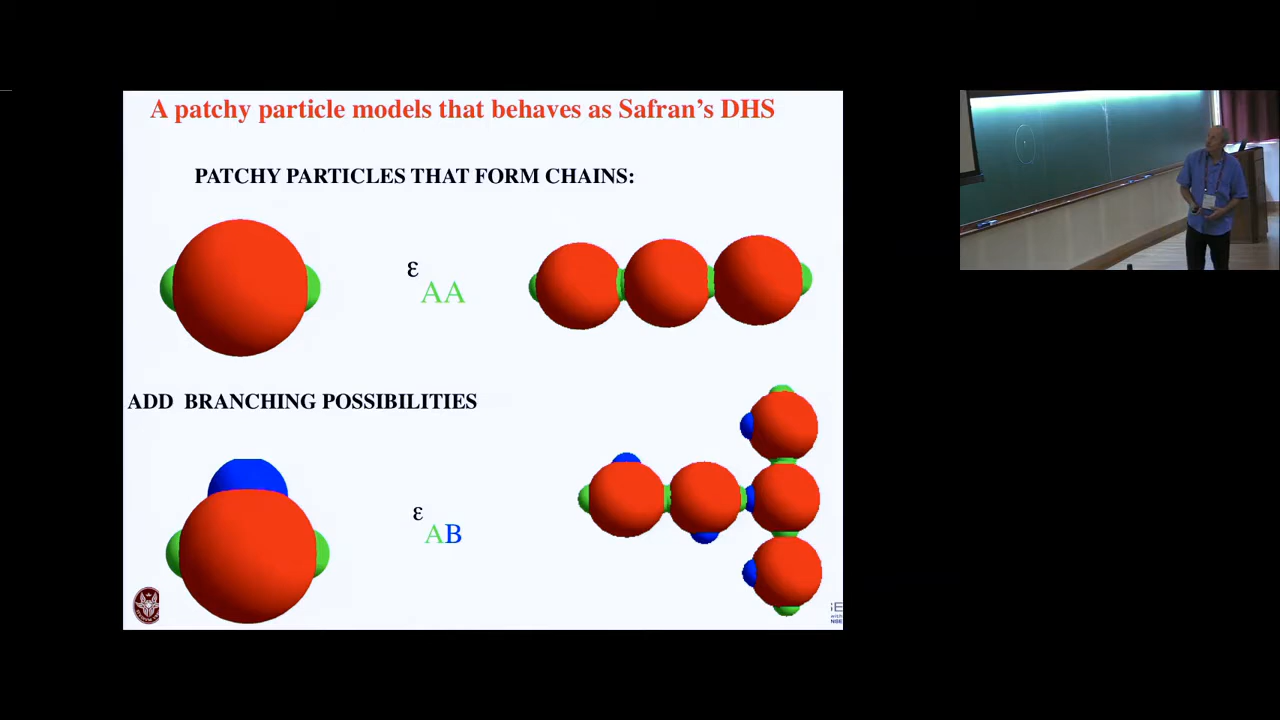 A patchy particle models that behaves as Safran's DHS
PATCHY PARTICLES THAT FORM CHAINS:
ε
AA
ADD BRANCHING POSSIBILITIES
ε
AB